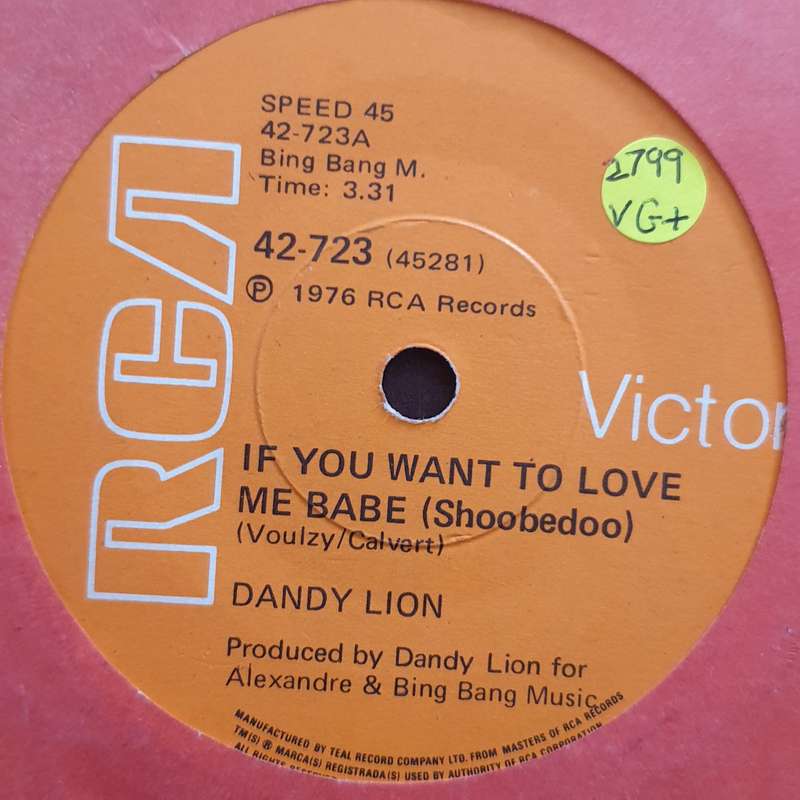 SPEED 45
42-723A
Bing Bang M.
Time: 3.31
42-723 (45281)
℗ 1976 RCA Records
2799
VG+
RCA
Victor
IF YOU WANT TO LOVE
ME BABE (Shoobedoo)
(Voulzy/Calvert)
DANDY LION
Produced by Dandy Lion for
Alexandre & Bing Bang Music
MANUFACTURED BY TEAL RECORD COMPANY LTD. FROM MASTERS OF RCA RECORDS
TM(S) ® MARCA(S) REGISTRADA(S) USED BY AUTHORITY OF RCA CORPORATION
ALL RIGHTS